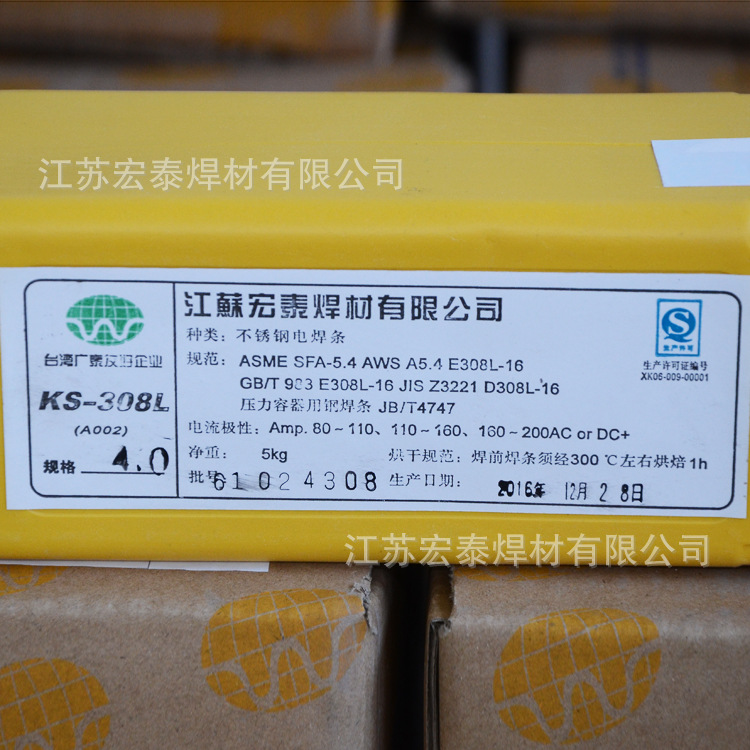 江苏宏泰焊材有限公司
江蘇宏泰焊材有限公司
种类：不锈钢电焊条
规范：ASME SFA-5.4 AWS A5.4 E308L-16
GB/T 983 E308L-16 JIS Z3221 D308L-16
压力容器用钢焊条 JB/T4747
电流极性：Amp. 80～110、110～160、160～200AC or DC+
净重：5kg 烘干规范：焊前焊条须经300℃左右烘焙1h
批号 61024308 生产日期：2016年 12月28日
台湾广泰友好企业
KS-308L
(A002)
规格 4.0
生产许可
生产许可证编号
XK06-009-00001
江苏宏泰焊材有限公司